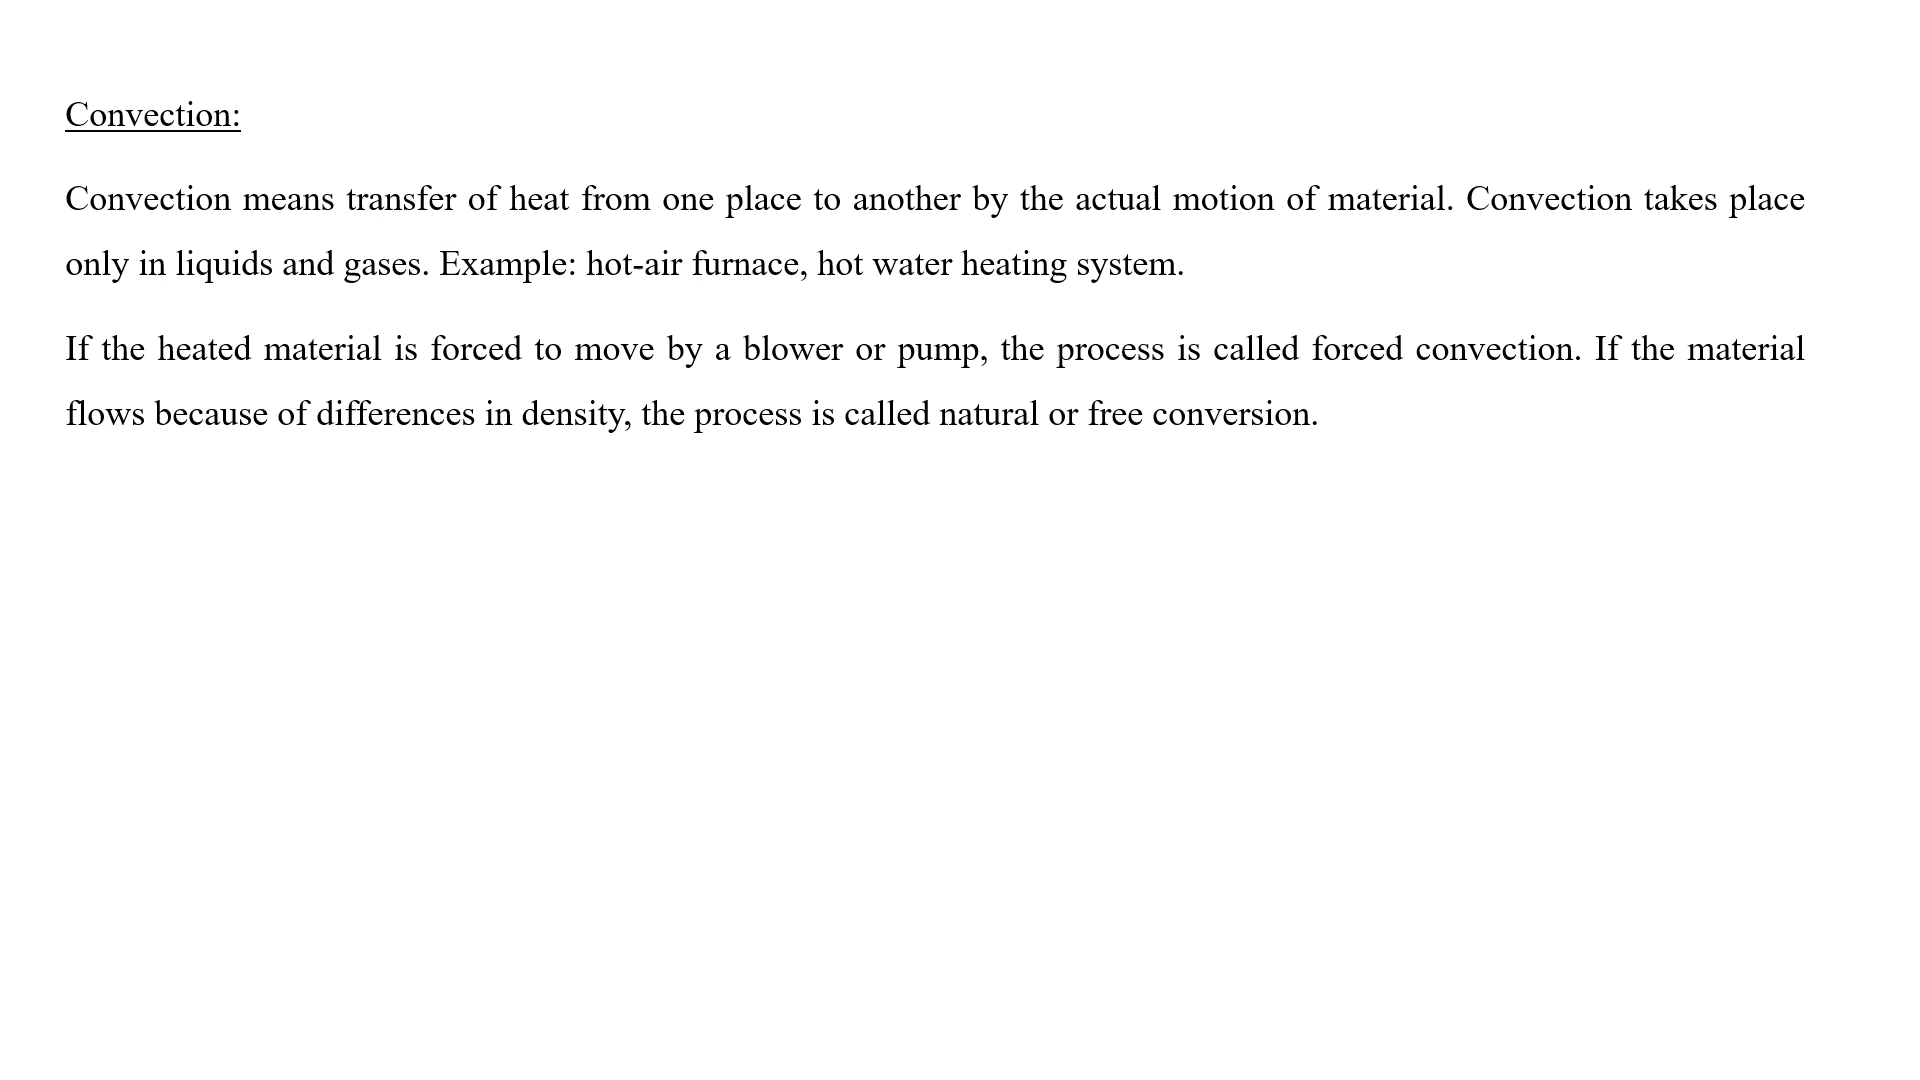 Convection:
Convection means transfer of heat from one place to another by the actual motion of material. Convection takes place
only in liquids and gases. Example: hot-air furnace, hot water heating system.
If the heated material is forced to move by a blower or pump, the process is called forced convection. If the material
flows because of differences in density, the process is called natural or free conversion.